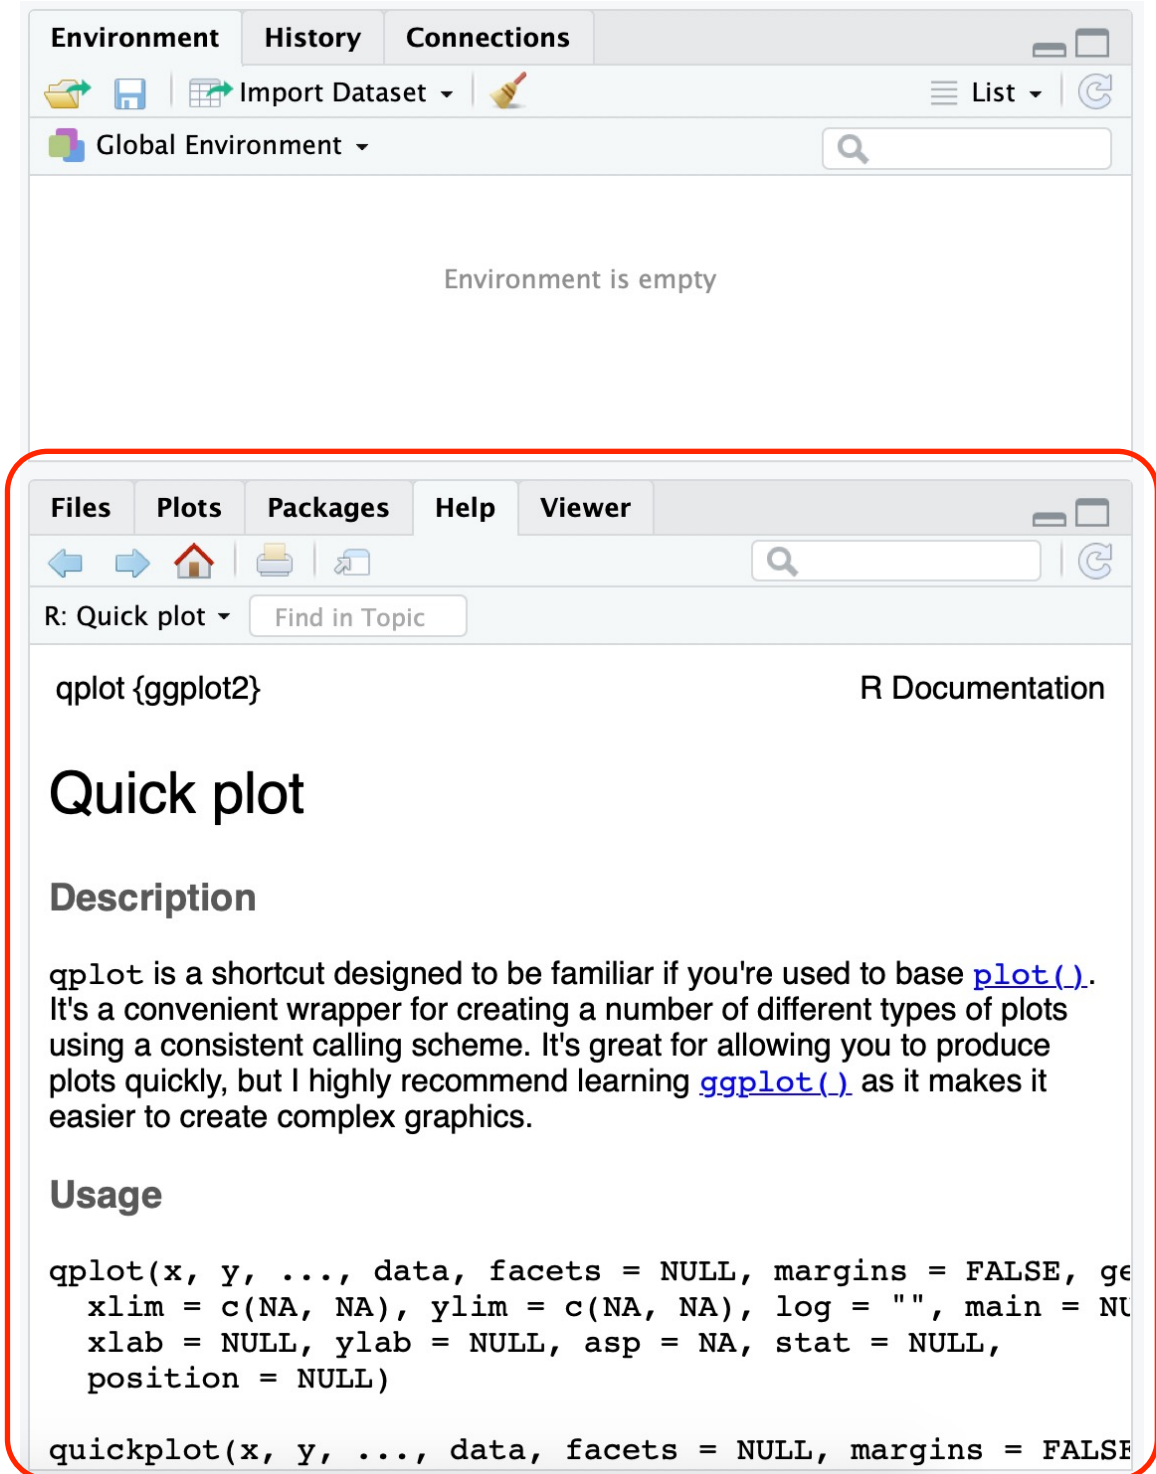 Environment History Connections
Import Dataset List
Global Environment
Environment is empty
Files Plots Packages Help Viewer
R: Quick plot Find in Topic
qplot {ggplot2} R Documentation
Quick plot
Description
qplot is a shortcut designed to be familiar if you're used to base plot().
It's a convenient wrapper for creating a number of different types of plots
using a consistent calling scheme. It's great for allowing you to produce
plots quickly, but I highly recommend learning ggplot() as it makes it
easier to create complex graphics.
Usage
qplot(x, y, ..., data, facets = NULL, margins = FALSE, ge
xlim = c(NA, NA), ylim = c(NA, NA), log = "", main = NU
xlab = NULL, ylab = NULL, asp = NA, stat = NULL,
position = NULL)
quickplot(x, y, ..., data, facets = NULL, margins = FALSE